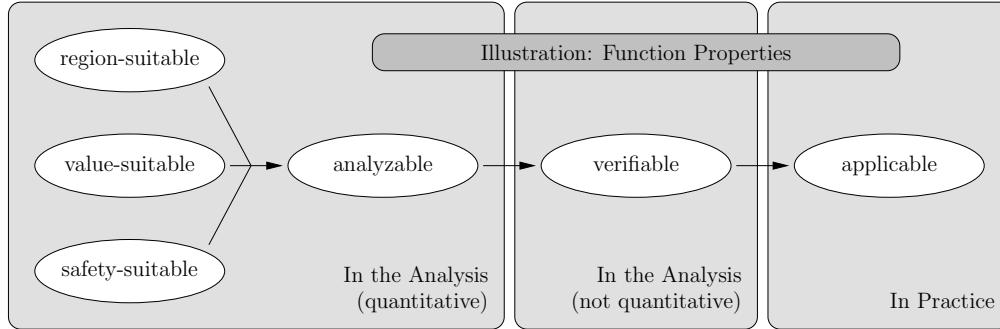 Illustration: Function Properties
region-suitable
value-suitable
safety-suitable
analyzable
verifiable
applicable
In the Analysis
(quantitative)
In the Analysis
(not quantitative)
In Practice